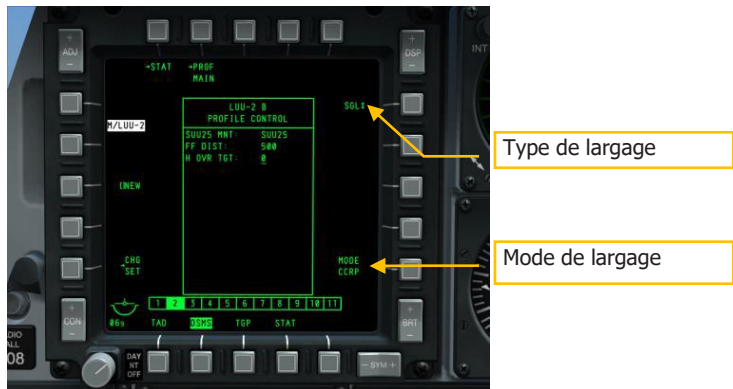 ADJ
DSP
INT
→STAT →PROF
MAIN
LUU-2 B
PROFILE CONTROL
SGL↕
M/LUU-2
SUU25 MNT: SUU25
FF DIST: 500
H OVR TGT: 0
Type de largage
[]NEW
CHG
→SET
MODE
CCRP
Mode de largage
1 2 3 4 5 6 7 8 9 10 11
06g
TAD DSMS TGP STAT
CON
BRT
DAY
NT
OFF
- SYM +
08